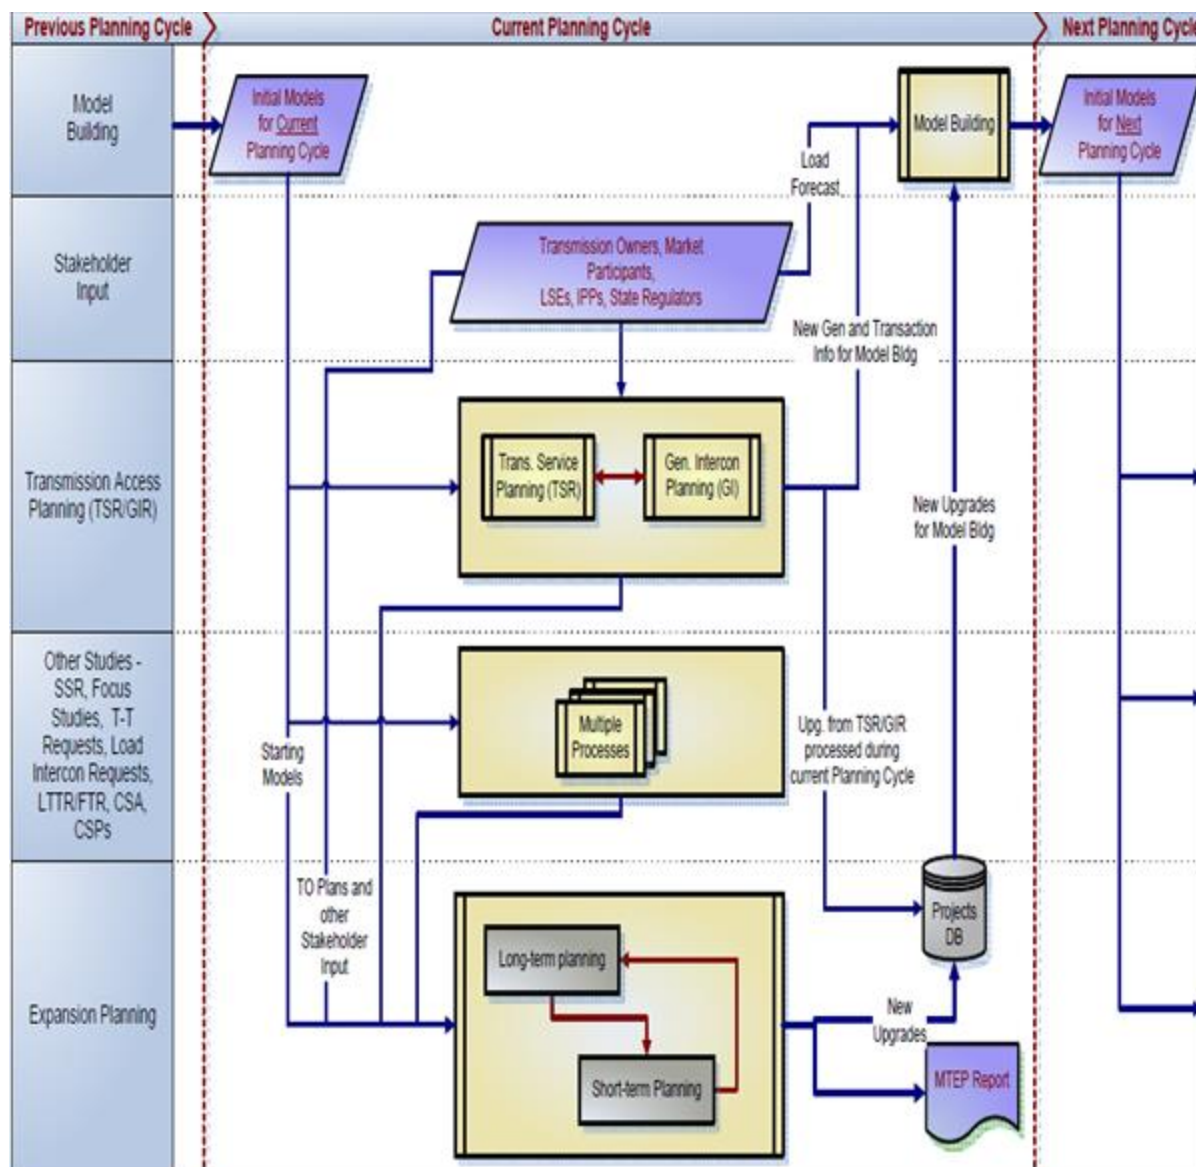 Previous Planning Cycle
Current Planning Cycle
Next Planning Cycle
Model
Building
Initial Models
for Current
Planning Cycle
Load
Forecast
Model Building
Initial Models
for Next
Planning Cycle
Stakeholder
Input
Transmission Owners, Market
Participants,
LSEs, IPPs, State Regulators
New Gen and Transaction
Info for Model Bldg
Transmission Access
Planning (TSR/GIR)
Trans. Service
Planning (TSR)
Gen. Intercon
Planning (GI)
New Upgrades
for Model Bldg
Other Studies -
SSR, Focus
Studies, T-T
Requests, Load
Intercon Requests,
LTTR/FTR, CSA,
CSPs
Starting
Models
Multiple
Processes
Upg. from TSR/GIR
processed during
current Planning Cycle
Expansion Planning
TO Plans and
other
Stakeholder
Input
Long-term planning
Short-term Planning
Projects
DB
New
Upgrades
MTEP Report